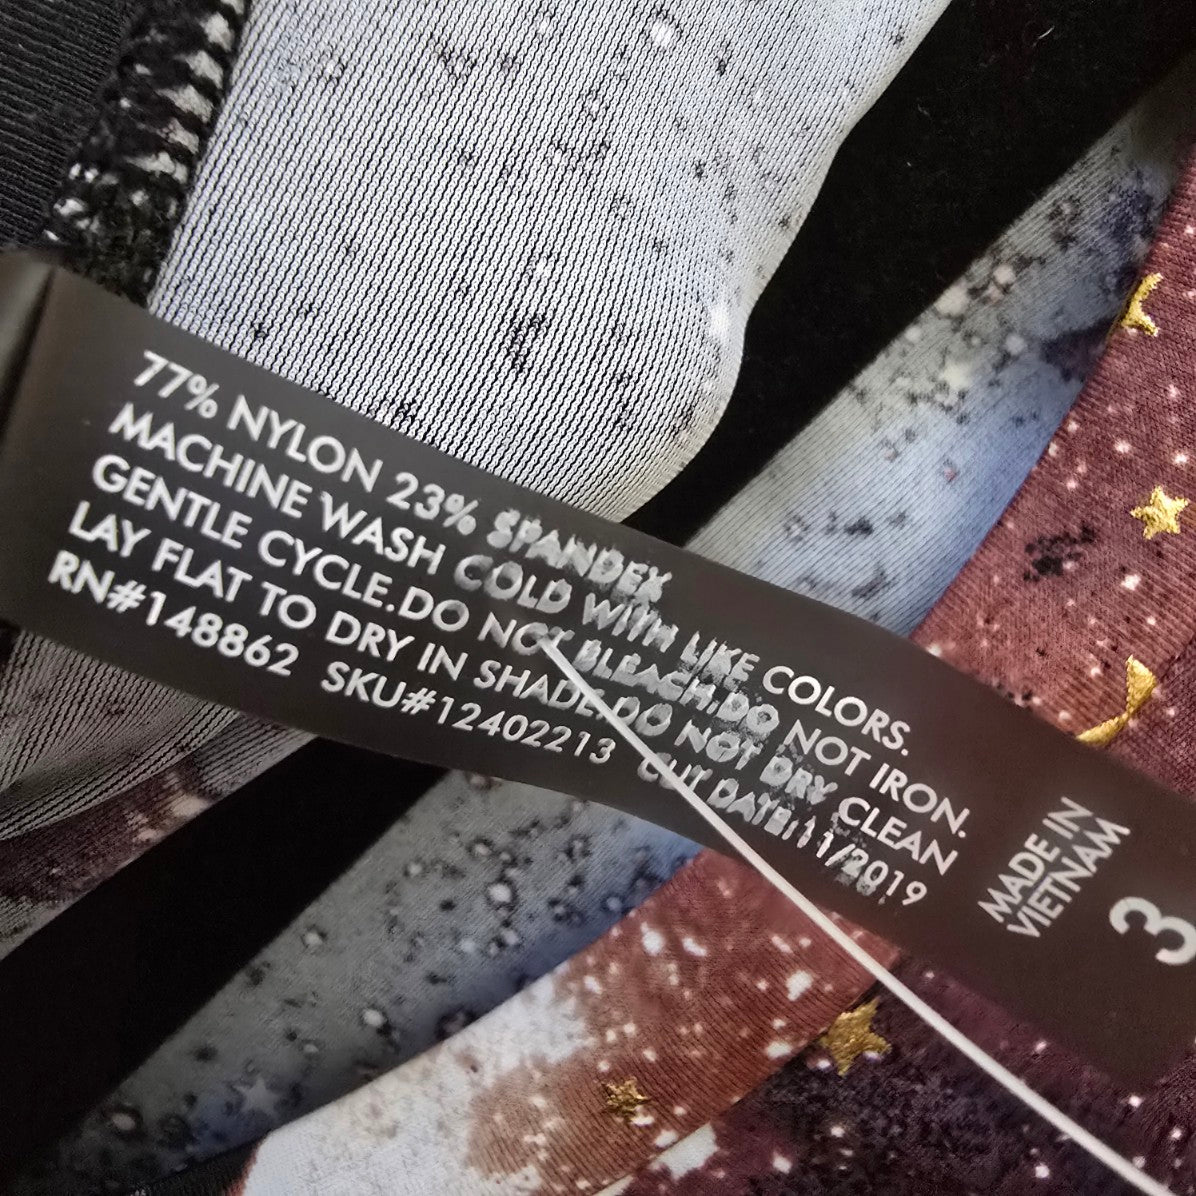 77% NYLON 23% SPANDEX
MACHINE WASH COLD WITH LIKE COLORS.
GENTLE CYCLE.DO NOT BLEACH.DO NOT IRON.
LAY FLAT TO DRY IN SHADE.DO NOT DRY CLEAN
RN#148862 SKU#12402213 CUT DATE:11/2019
MADE IN
VIETNAM
3